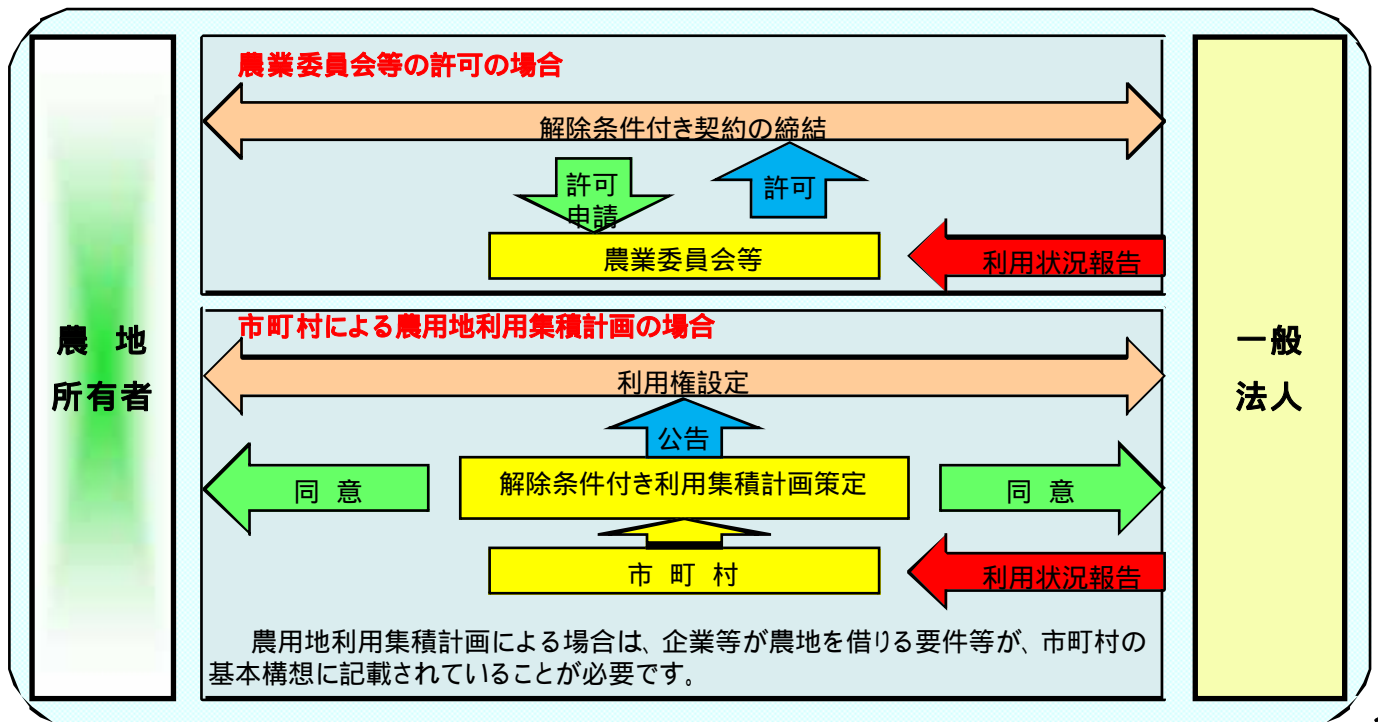 農業委員会等の許可の場合
解除条件付き契約の締結
許可
申請
許可
農業委員会等
利用状況報告
農 地
所有者
一般
法人
市町村による農用地利用集積計画の場合
利用権設定
公告
同 意
解除条件付き利用集積計画策定
同 意
市 町 村
利用状況報告
農用地利用集積計画による場合は、企業等が農地を借りる要件等が、市町村の
基本構想に記載されていることが必要です。